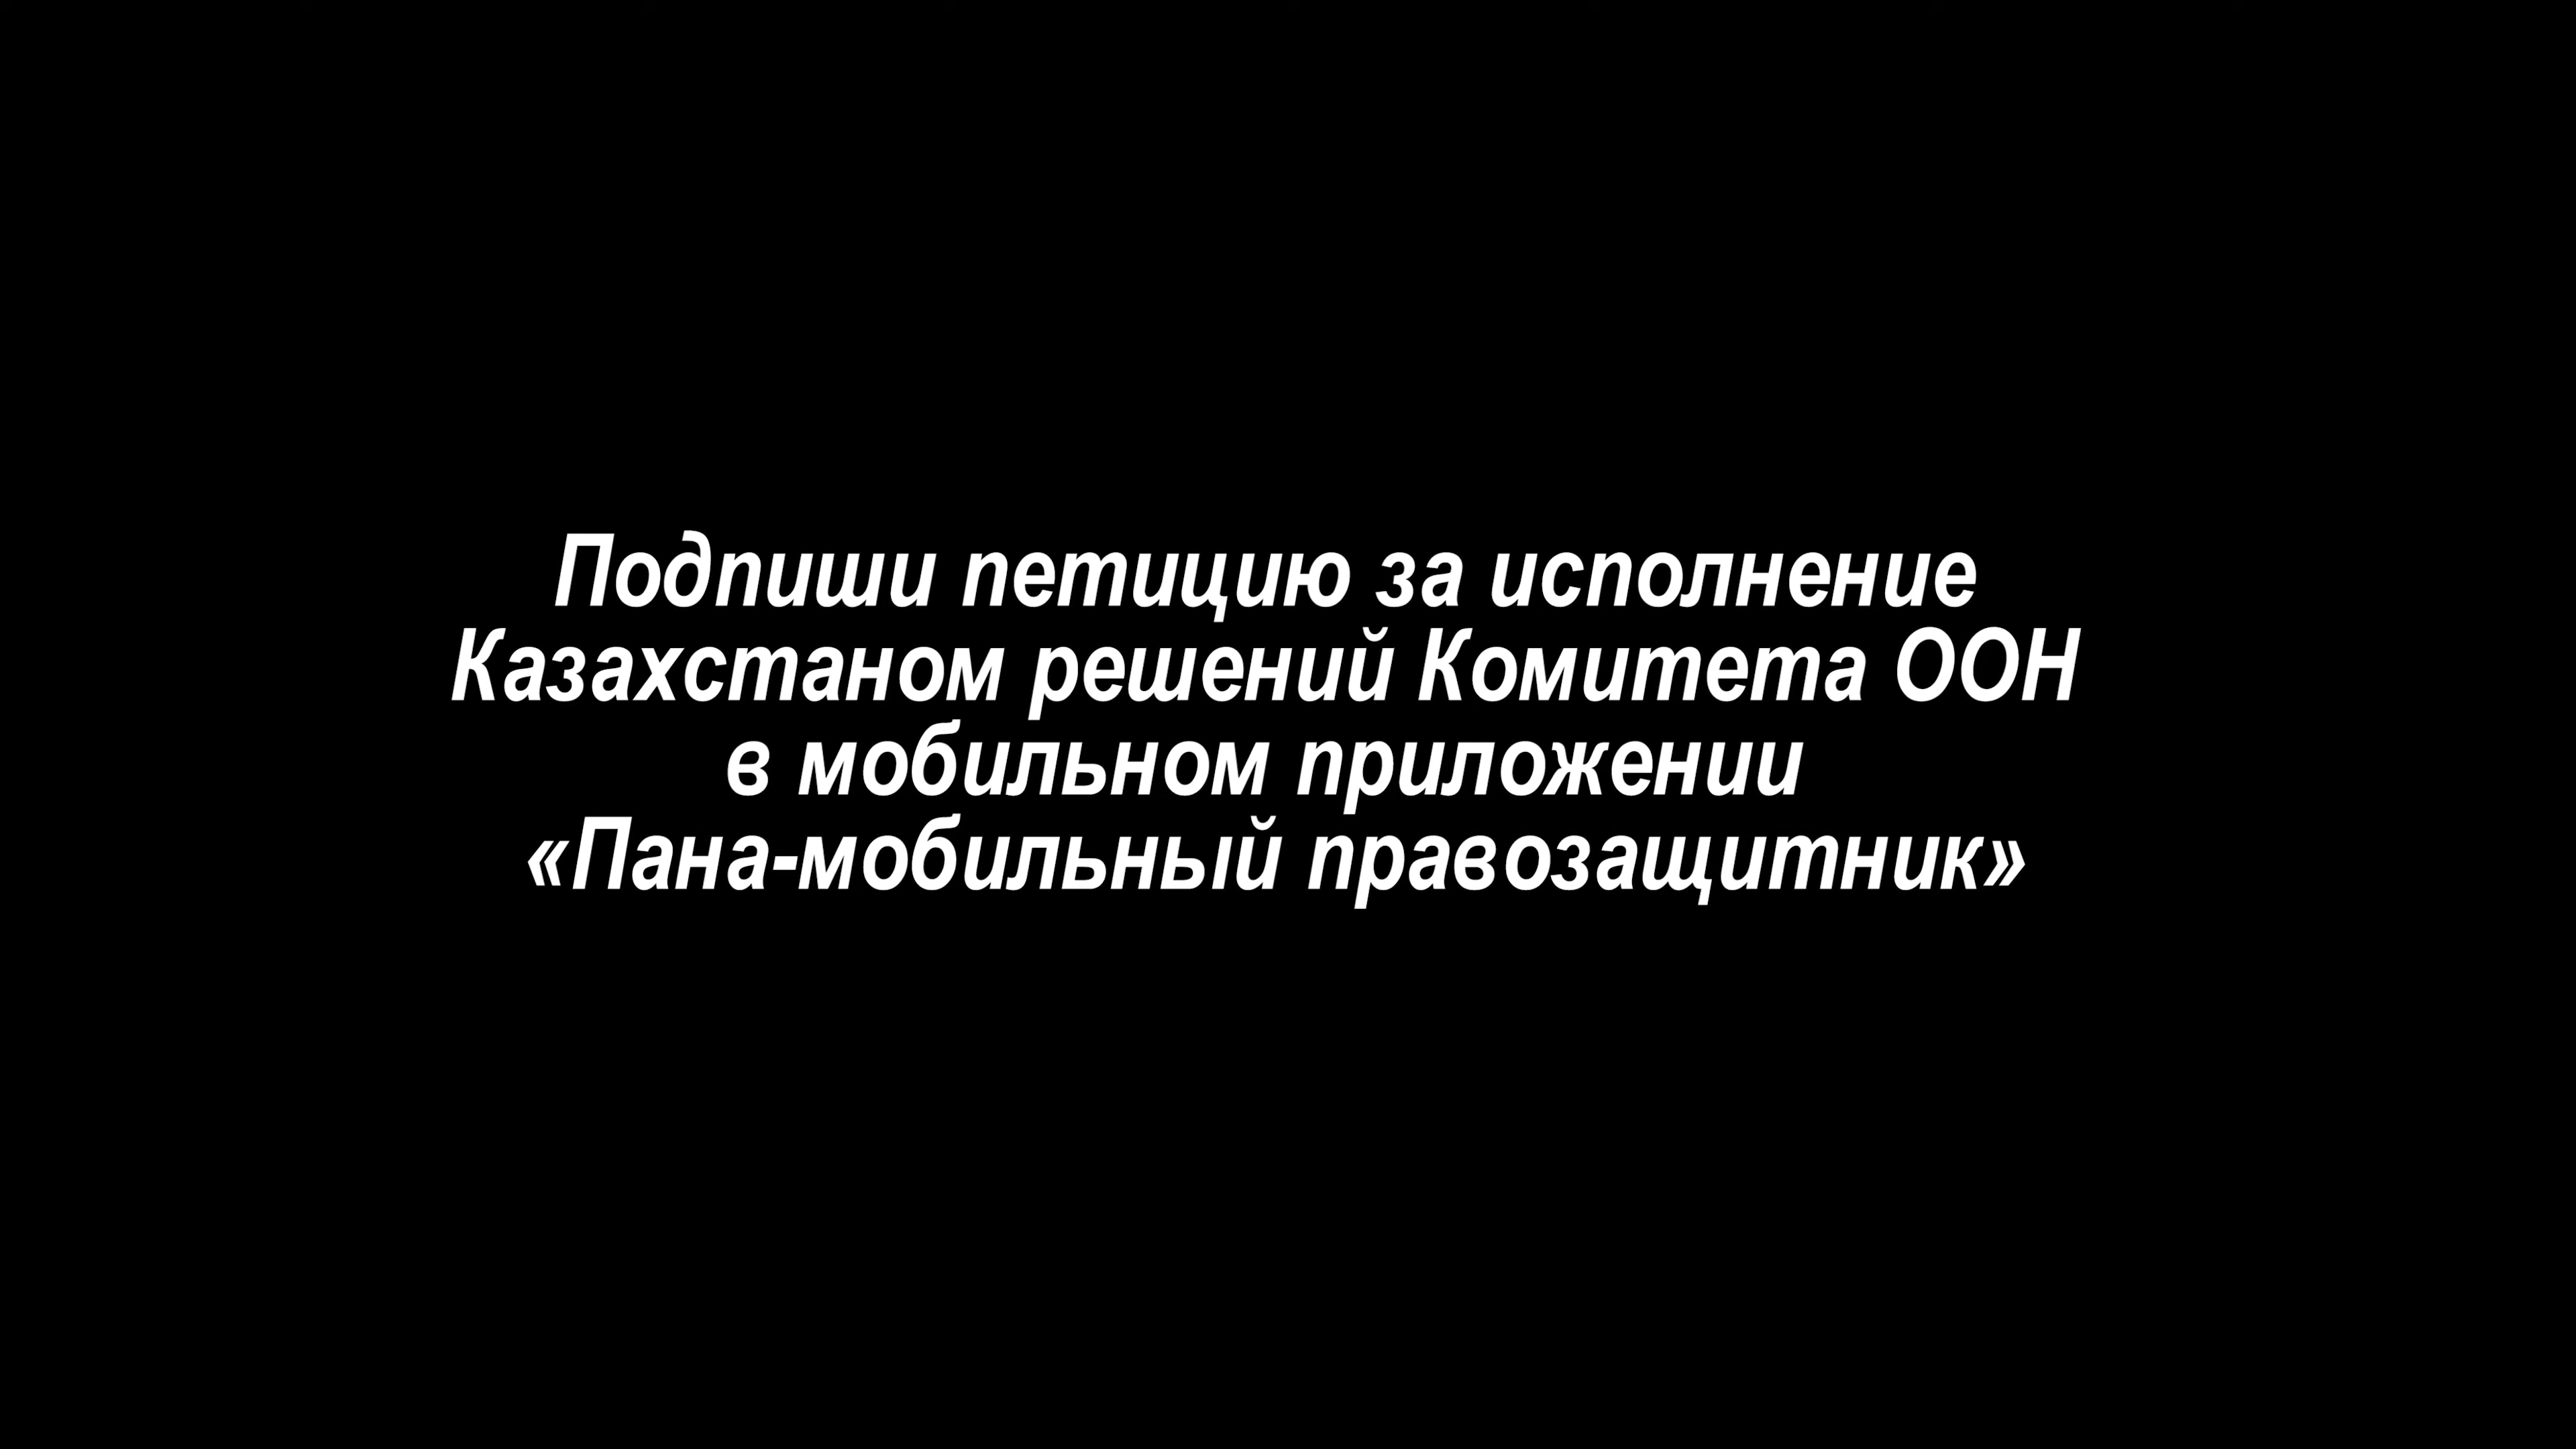 Подпиши петицию за исполнение
Казахстаном решений Комитета ООН
в мобильном приложении
«Пана-мобильный правозащитник»